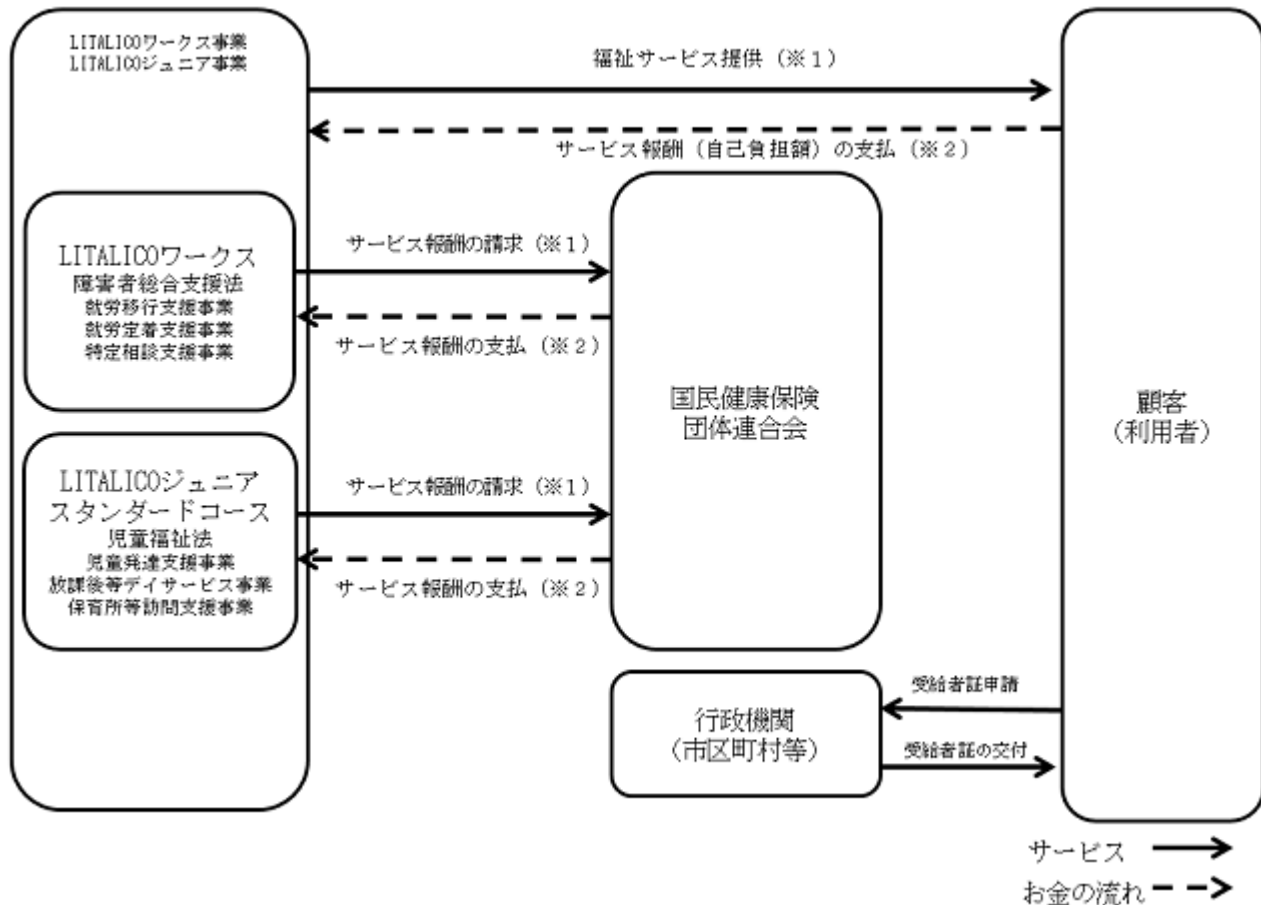 LITALICOワークス事業
LITALICOジュニア事業
福祉サービス提供（※１）
サービス報酬（自己負担額）の支払（※２）
LITALICOワークス
障害者総合支援法
就労移行支援事業
就労定着支援事業
特定相談支援事業
サービス報酬の請求（※１）
サービス報酬の支払（※２）
国民健康保険
団体連合会
顧客
（利用者）
LITALICOジュニア
スタンダードコース
児童福祉法
児童発達支援事業
放課後等デイサービス事業
保育所等訪問支援事業
サービス報酬の請求（※１）
サービス報酬の支払（※２）
行政機関
（市区町村等）
受給者証申請
受給者証の交付
サービス
お金の流れ